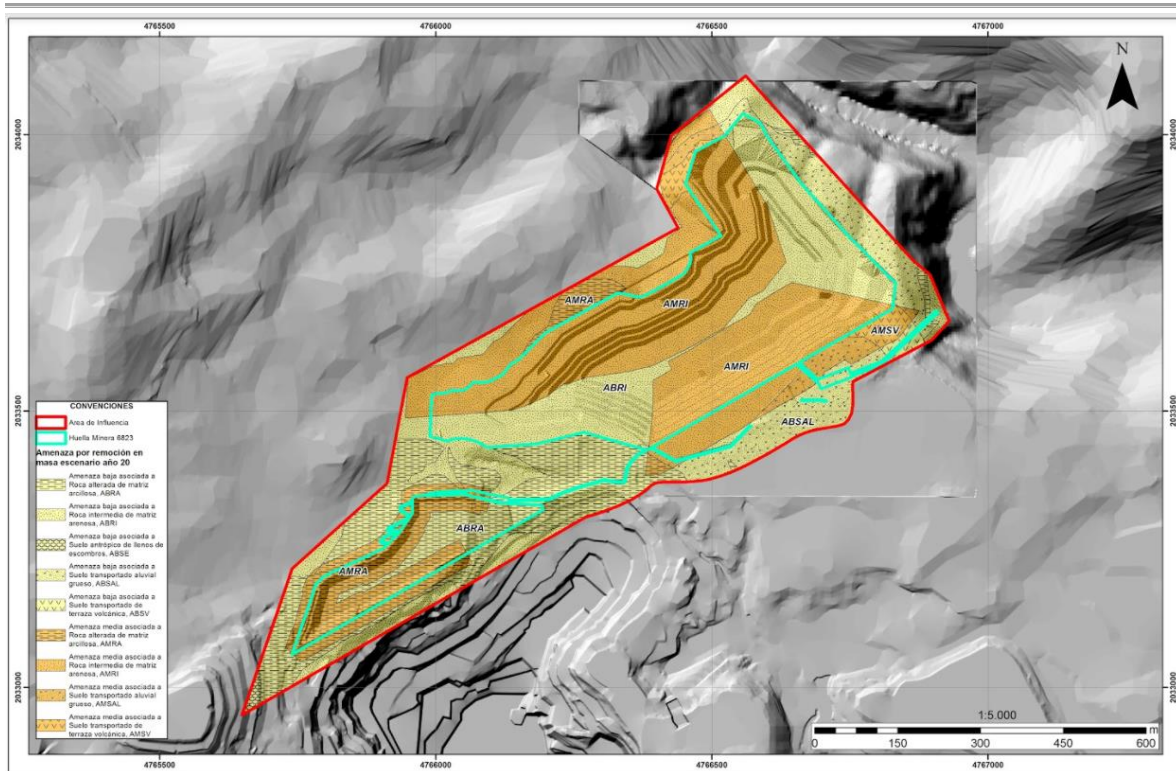 4765500
4766000
4766500
4767000
N
2034000
2034000
AMRA
AMRI
AMSV
AMRI
ABRI
2033500
2033500
ABSAL
ABRA
AMRA
CONVENCIONES
Area de Influencia
Huella Minera 6823
Amenaza por remoción en
masa escenario año 20
Amenaza baja asociada a
Roca alterada de matriz
arcillosa, ABRA
Amenaza baja asociada a
Roca intermedia de matriz
arenosa, ABRI
Amenaza baja asociada a
Suelo antrópico de llenos de
escombros, ABSE
Amenaza baja asociada a
Suelo transportado aluvial
grueso, ABSAL
Amenaza baja asociada a
Suelo transportado de
terraza volcánica, ABSV
Amenaza media asociada a
Roca alterada de matriz
arcillosa, AMRA
Amenaza media asociada a
Roca intermedia de matriz
arenosa, AMRI
Amenaza media asociada a
Suelo transportado aluvial
grueso, AMSAL
Amenaza media asociada a
Suelo transportado de
terraza volcánica, AMSV
2033000
2033000
1:5.000
m
0 150 300 450 600
4765500
4766000
4766500
4767000